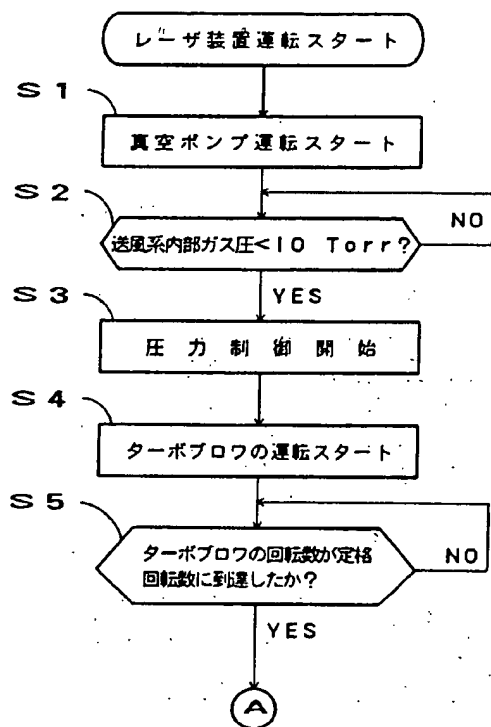 レーザ装置運転スタート
S1
真空ポンプ運転スタート
S2
NO
送風系内部ガス圧<10 Torr?
YES
S3
圧力制御開始
S4
ターボブロワの運転スタート
S5
ターボブロワの回転数が定格
回転数に到達したか?
NO
YES
A